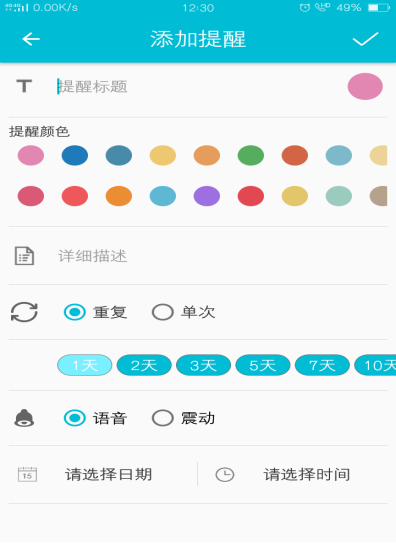 0.00K/s 12:30 49%
添加提醒
T 提醒标题
提醒颜色
详细描述
重复 单次
1天 2天 3天 5天 7天 10天
语音 震动
15 请选择日期 请选择时间